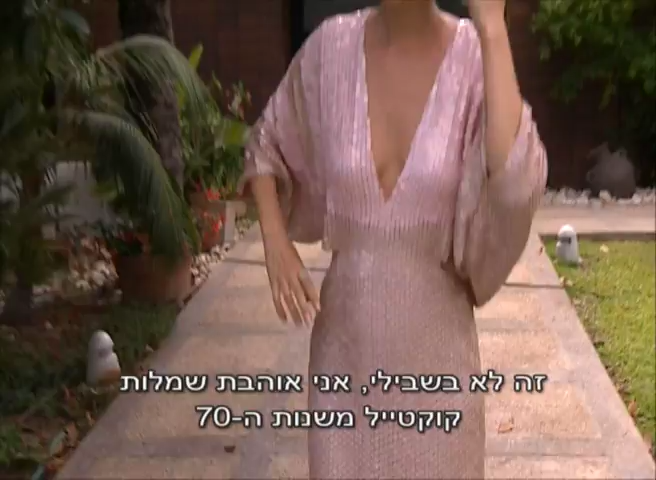 זה לא בשבילי, אני אוהבת שמלות
קוקטייל משנות ה-70